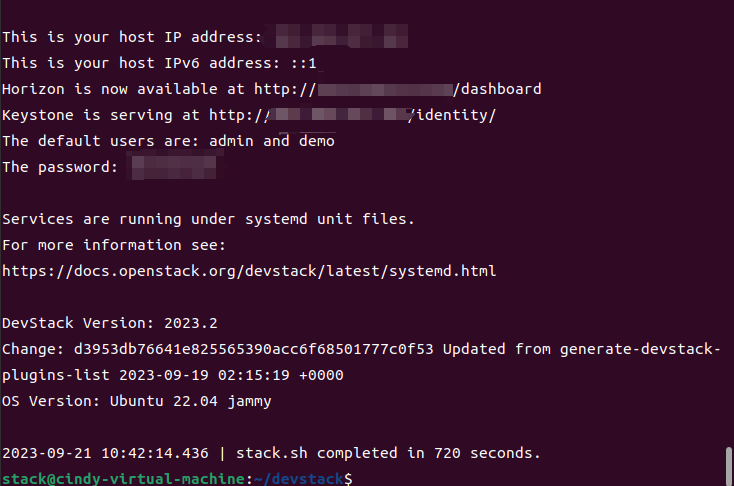 This is your host IP address:
This is your host IPv6 address: ::1
Horizon is now available at http:// /dashboard
Keystone is serving at http:// /identity/
The default users are: admin and demo
The password:
Services are running under systemd unit files.
For more information see:
https://docs.openstack.org/devstack/latest/systemd.html
DevStack Version: 2023.2
Change: d3953db76641e825565390acc6f68501777c0f53 Updated from generate-devstack-
plugins-list 2023-09-19 02:15:19 +0000
OS Version: Ubuntu 22.04 jammy
2023-09-21 10:42:14.436 | stack.sh completed in 720 seconds.
stack@cindy-virtual-machine:~/devstack$